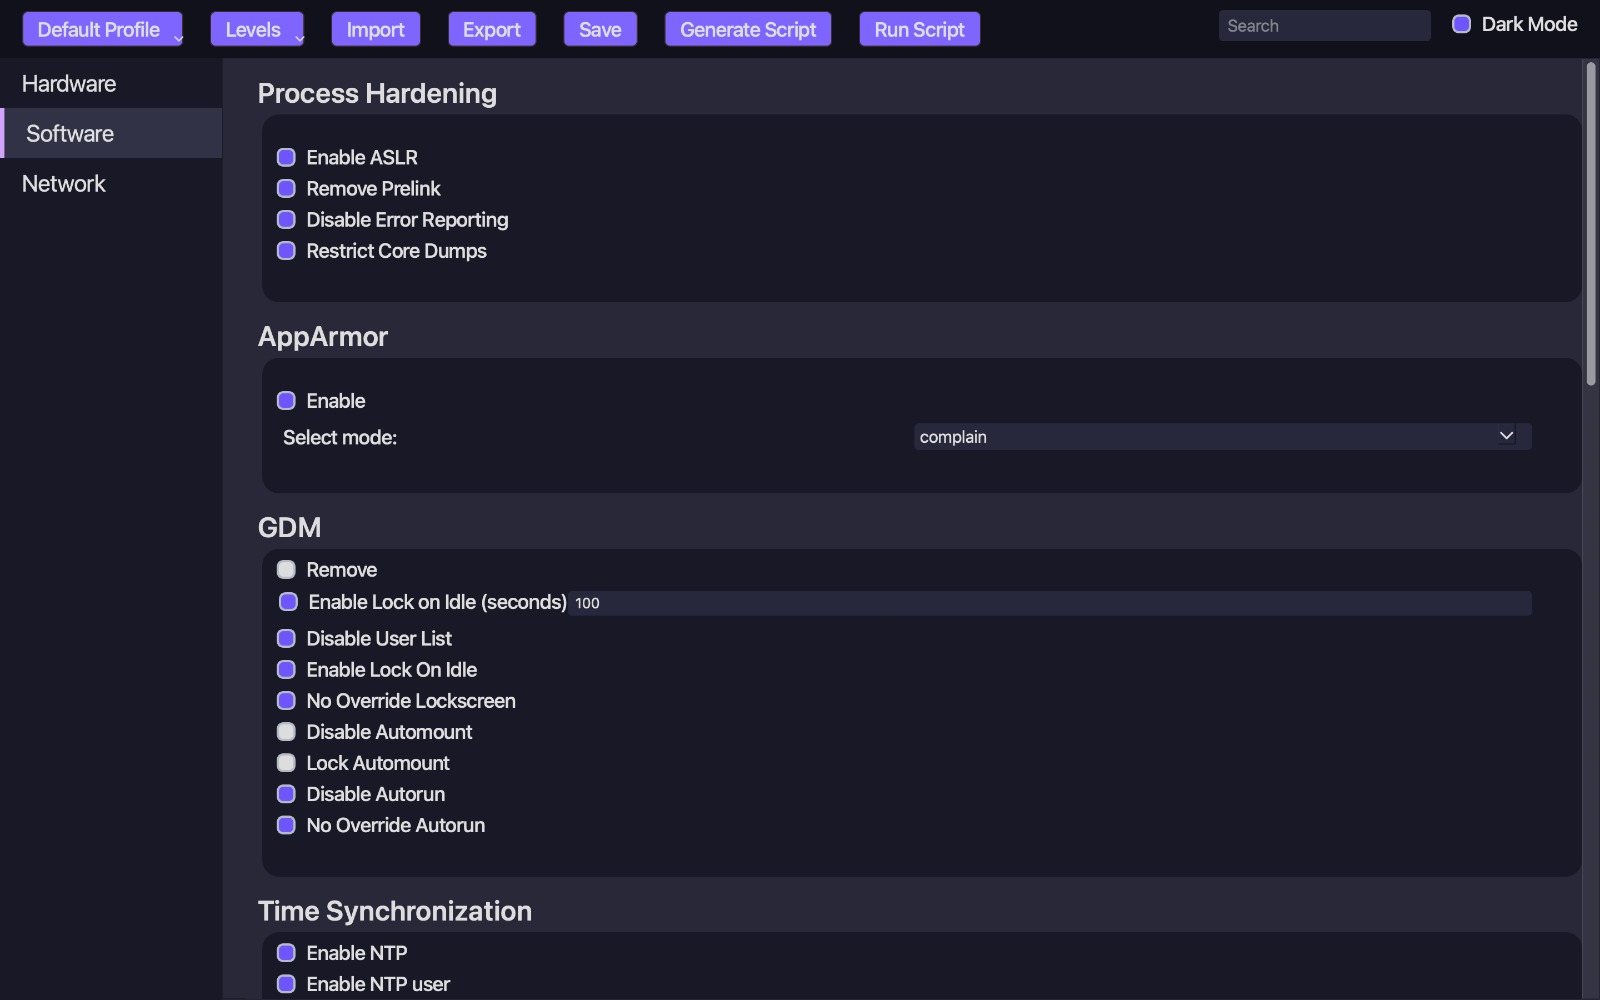 Default Profile Levels Import Export Save Generate Script Run Script Search Dark Mode
Hardware
Software
Network
Process Hardening
Enable ASLR
Remove Prelink
Disable Error Reporting
Restrict Core Dumps
AppArmor
Enable
Select mode: complain
GDM
Remove
Enable Lock on Idle (seconds) 100
Disable User List
Enable Lock On Idle
No Override Lockscreen
Disable Automount
Lock Automount
Disable Autorun
No Override Autorun
Time Synchronization
Enable NTP
Enable NTP user